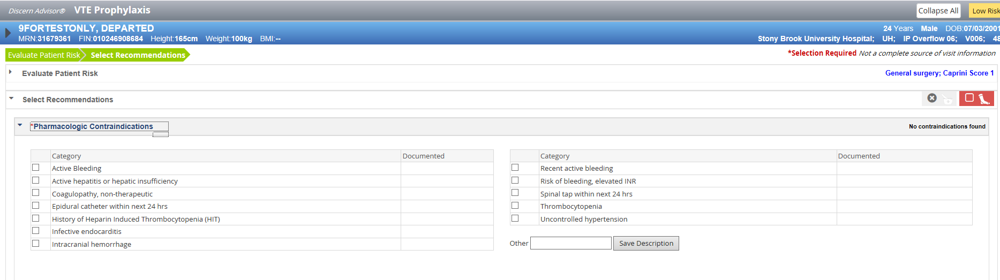 Discern Advisor® VTE Prophylaxis
Collapse All
Low Risk
9FORTESTONLY, DEPARTED
24 Years Male DOB:07/03/2001
MRN:31679361 FIN:010246908684 Height:165cm Weight:100kg BMI:--
Stony Brook University Hospital; UH; IP Overflow 06; V006; 48
Evaluate Patient Risk
Select Recommendations
*Selection Required Not a complete source of visit information
Evaluate Patient Risk
General surgery; Caprini Score 1
Select Recommendations
*Pharmacologic Contraindications
No contraindications found
Category Documented
Active Bleeding
Active hepatitis or hepatic insufficiency
Coagulopathy, non-therapeutic
Epidural catheter within next 24 hrs
History of Heparin Induced Thrombocytopenia (HIT)
Infective endocarditis
Intracranial hemorrhage
Category Documented
Recent active bleeding
Risk of bleeding, elevated INR
Spinal tap within next 24 hrs
Thrombocytopenia
Uncontrolled hypertension
Other
Save Description